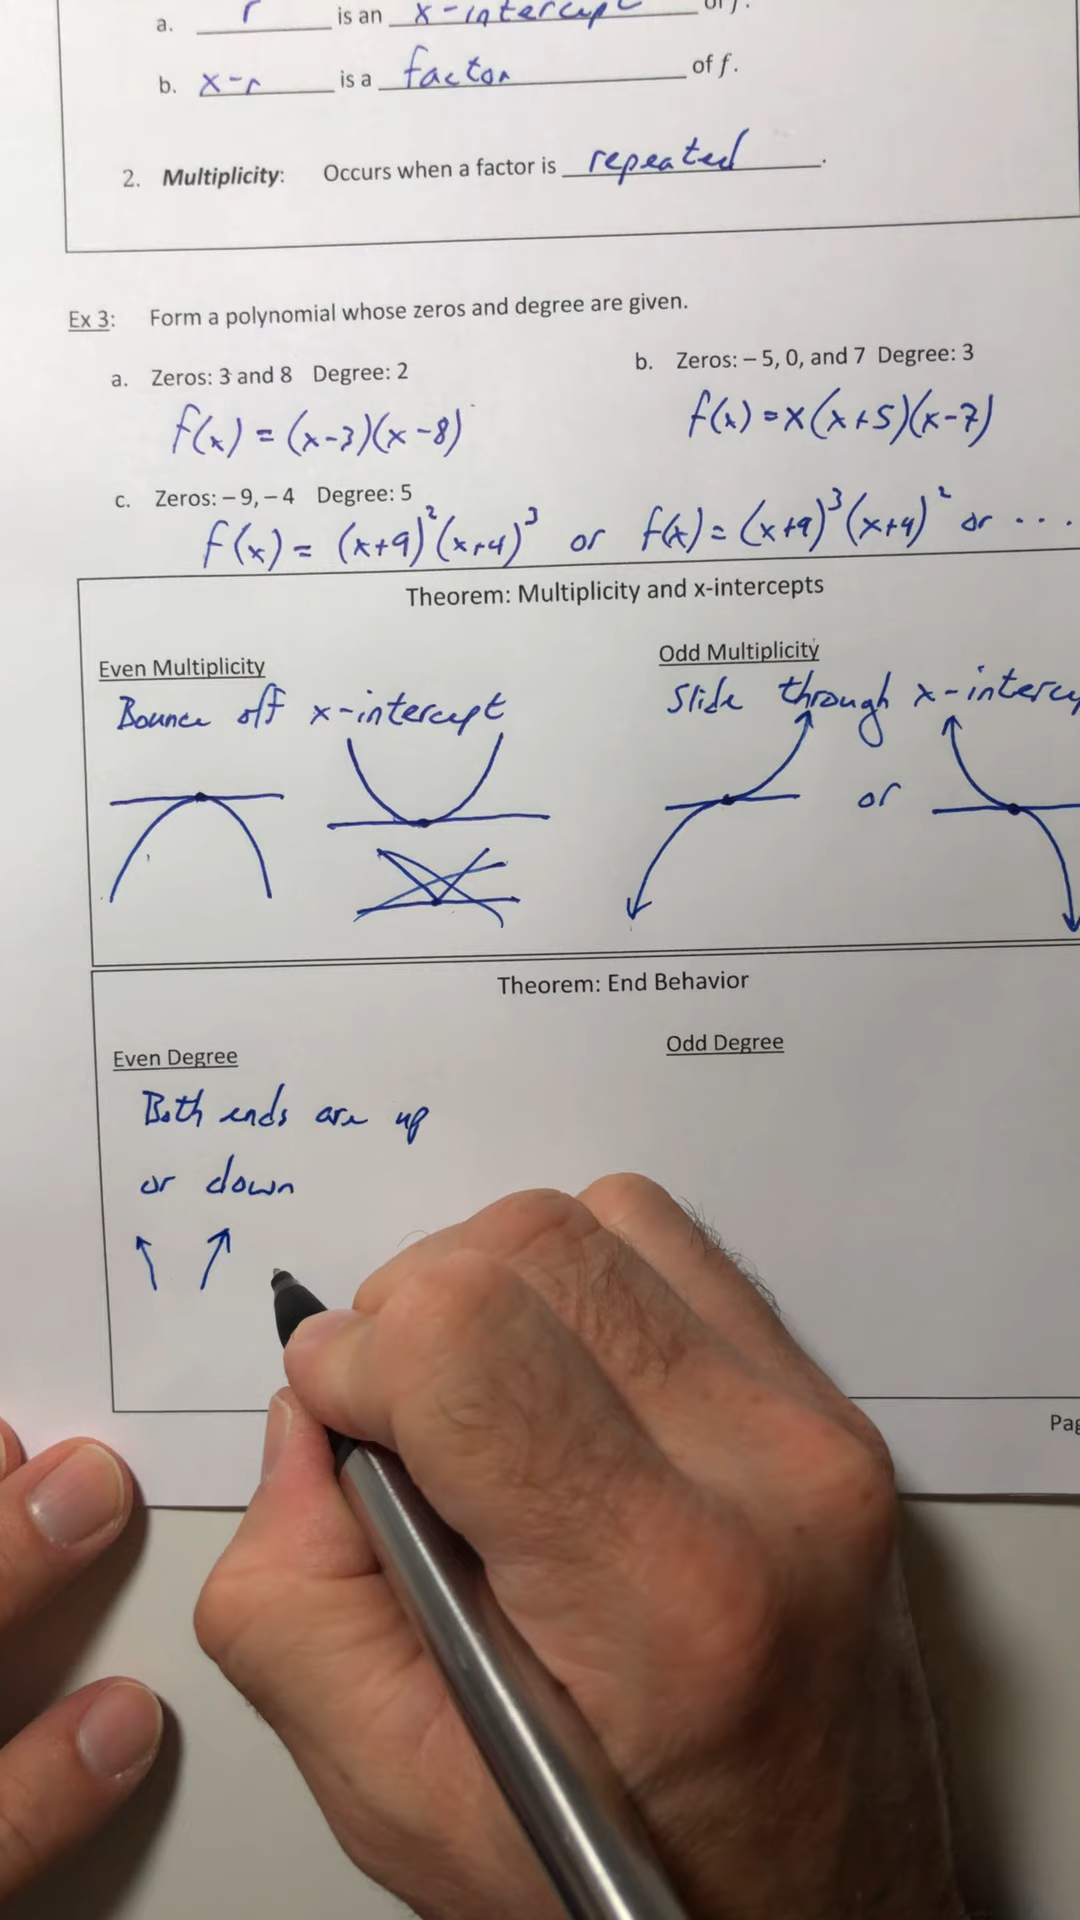 a. r is an x-intercept of f.
b. x-r is a factor of f.
2. Multiplicity: Occurs when a factor is repeated.
Ex 3: Form a polynomial whose zeros and degree are given.
a. Zeros: 3 and 8 Degree: 2
b. Zeros: – 5, 0, and 7 Degree: 3
f(x) = (x-3)(x-8)
f(x) = x(x+5)(x-7)
c. Zeros: – 9, – 4 Degree: 5
f(x) = (x+9)²(x+4)³ or f(x) = (x+9)³(x+4)² or ...
Theorem: Multiplicity and x-intercepts
Even Multiplicity
Odd Multiplicity
Bounce off x-intercept
Slide through x-interce
or
Theorem: End Behavior
Even Degree
Odd Degree
Both ends are up
or down
Pag